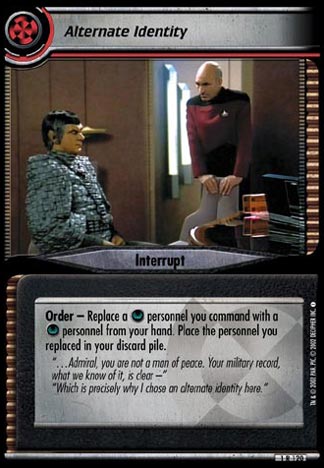 Alternate Identity
Interrupt
Order – Replace a personnel you command with a
personnel from your hand. Place the personnel you
replaced in your discard pile.
"…Admiral, you are not a man of peace. Your military record,
what we know of it, is clear –"
"Which is precisely why I chose an alternate identity here."
TM & © 2002 PAR. PIC. © 2002 DECIPHER INC.
1 R 120